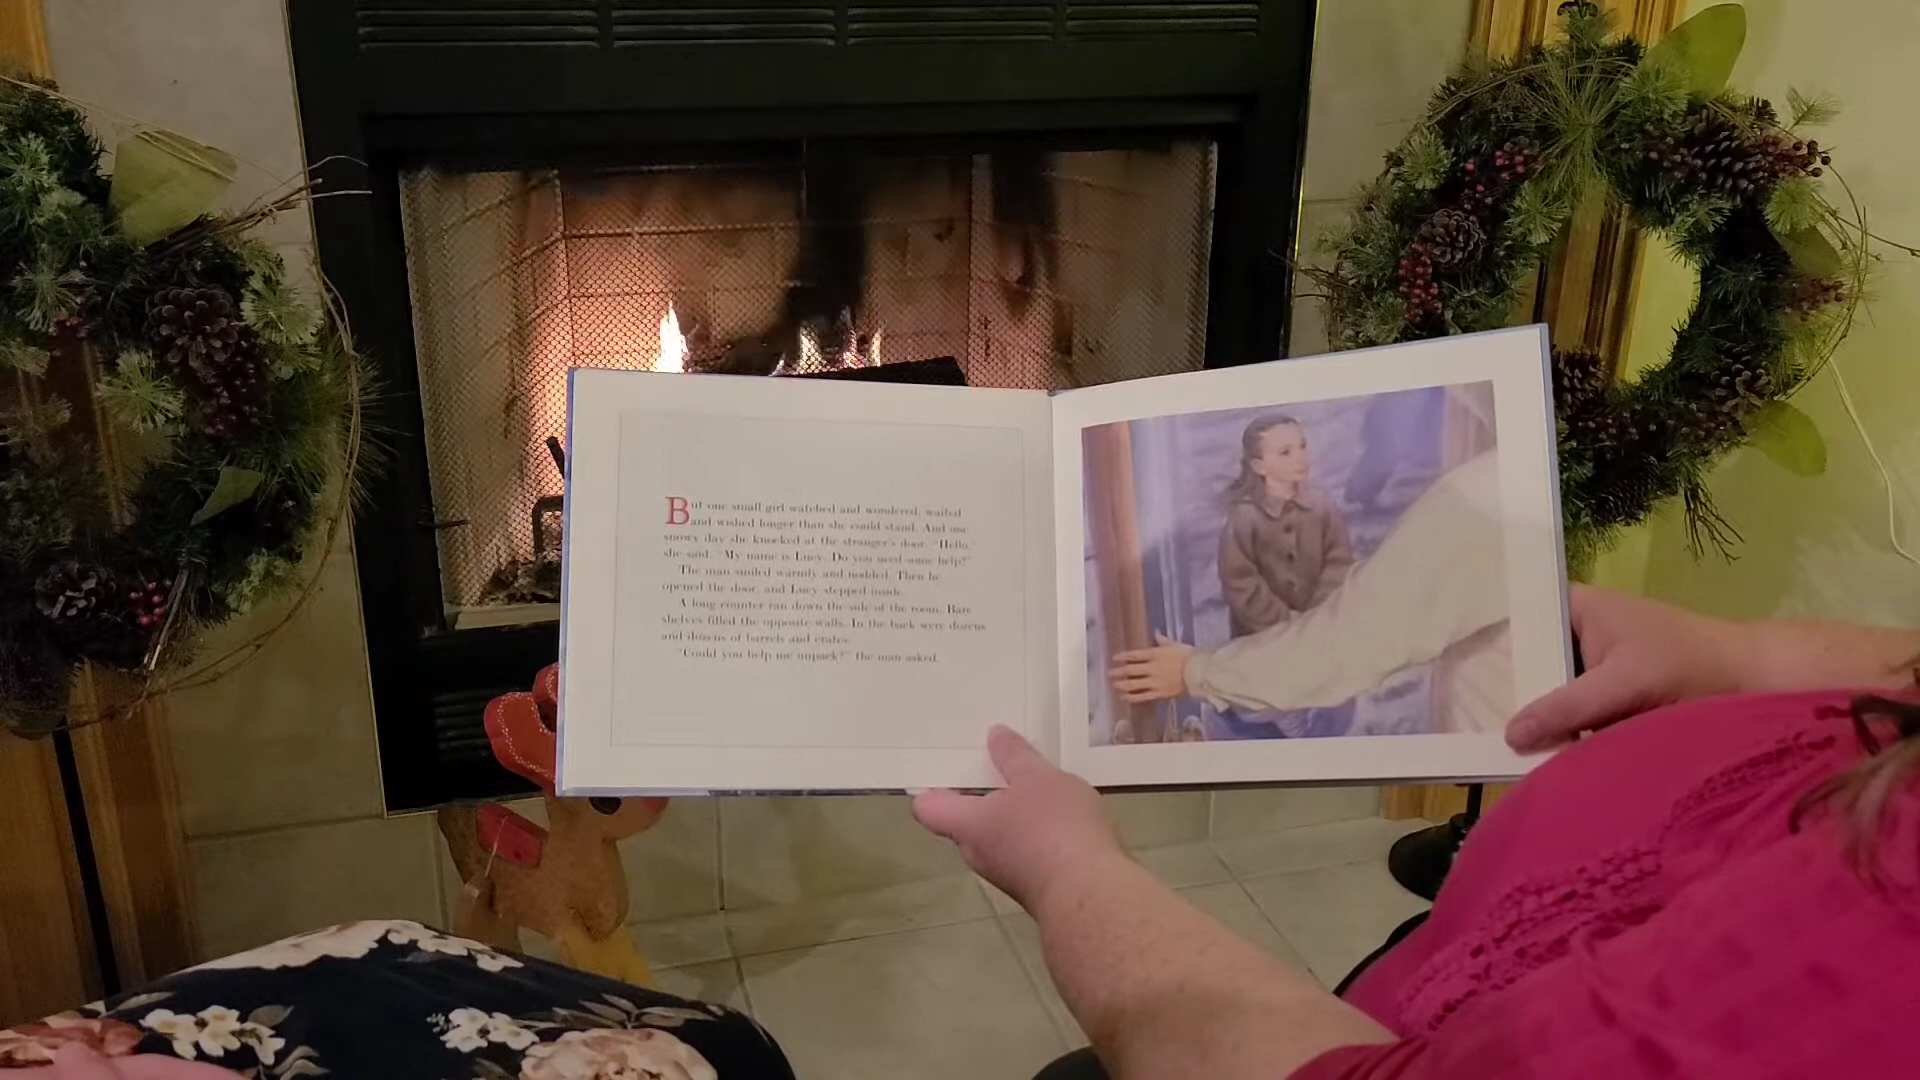 But one small girl watched and wondered, waited
and wished longer than she could stand. And one
snowy day she knocked at the stranger's door. "Hello,"
she said. "My name is Lucy. Do you need some help?"
The man smiled warmly and nodded. Then he
opened the door, and Lucy stepped inside.
A long counter ran down the side of the room. Bare
shelves filled the opposite walls. In the back were dozens
and dozens of barrels and crates.
"Could you help me unpack?" the man asked.